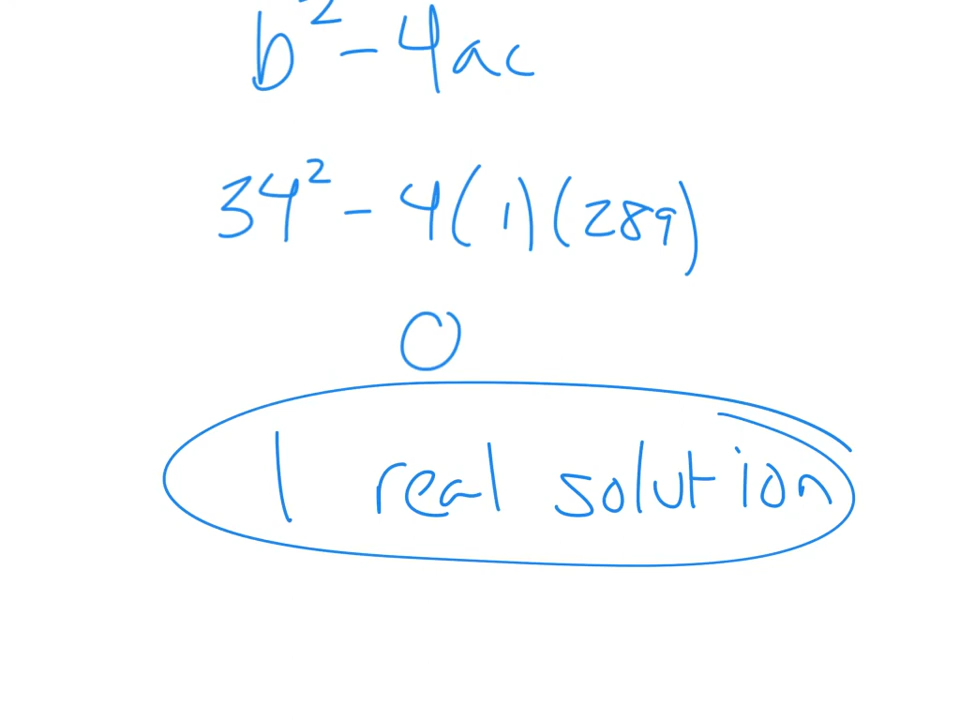 b² - 4ac
34² - 4(1)(289)
0
1 real solution